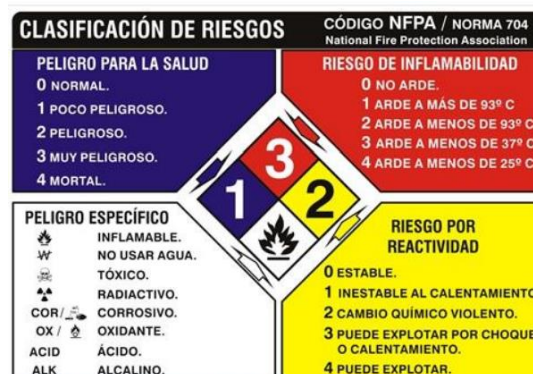 CLASIFICACIÓN DE RIESGOS
CÓDIGO NFPA / NORMA 704
National Fire Protection Association
PELIGRO PARA LA SALUD
0 NORMAL.
1 POCO PELIGROSO.
2 PELIGROSO.
3 MUY PELIGROSO.
4 MORTAL.
RIESGO DE INFLAMABILIDAD
0 NO ARDE.
1 ARDE A MÁS DE 93º C
2 ARDE A MENOS DE 93º C
3 ARDE A MENOS DE 37º C
4 ARDE A MENOS DE 25º C
3
1
2
PELIGRO ESPECÍFICO
INFLAMABLE.
W NO USAR AGUA.
TÓXICO.
RADIACTIVO.
COR/ CORROSIVO.
OX / OXIDANTE.
ACID ÁCIDO.
ALK ALCALINO.
RIESGO POR
REACTIVIDAD
0 ESTABLE.
1 INESTABLE AL CALENTAMIENTO
2 CAMBIO QUÍMICO VIOLENTO.
3 PUEDE EXPLOTAR POR CHOQUE
O CALENTAMIENTO.
4 PUEDE EXPLOTAR.